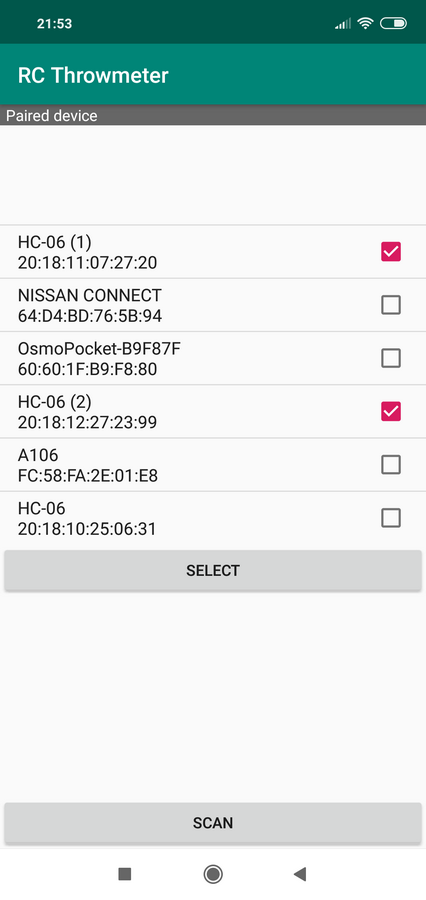 21:53
RC Throwmeter
Paired device
HC-06 (1)
20:18:11:07:27:20
NISSAN CONNECT
64:D4:BD:76:5B:94
OsmoPocket-B9F87F
60:60:1F:B9:F8:80
HC-06 (2)
20:18:12:27:23:99
A106
FC:58:FA:2E:01:E8
HC-06
20:18:10:25:06:31
SELECT
SCAN